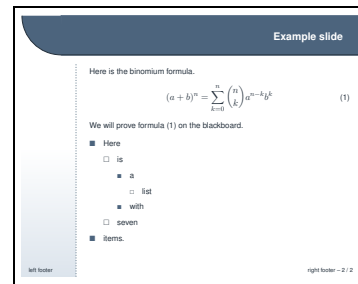 Example slide
Here is the binomium formula.
(a + b)^n = \sum_{k=0}^{n} \binom{n}{k} a^{n-k} b^k (1)
We will prove formula (1) on the blackboard.
■ Here
□ is
■ a
□ list
■ with
□ seven
■ items.
left footer right footer – 2 / 2